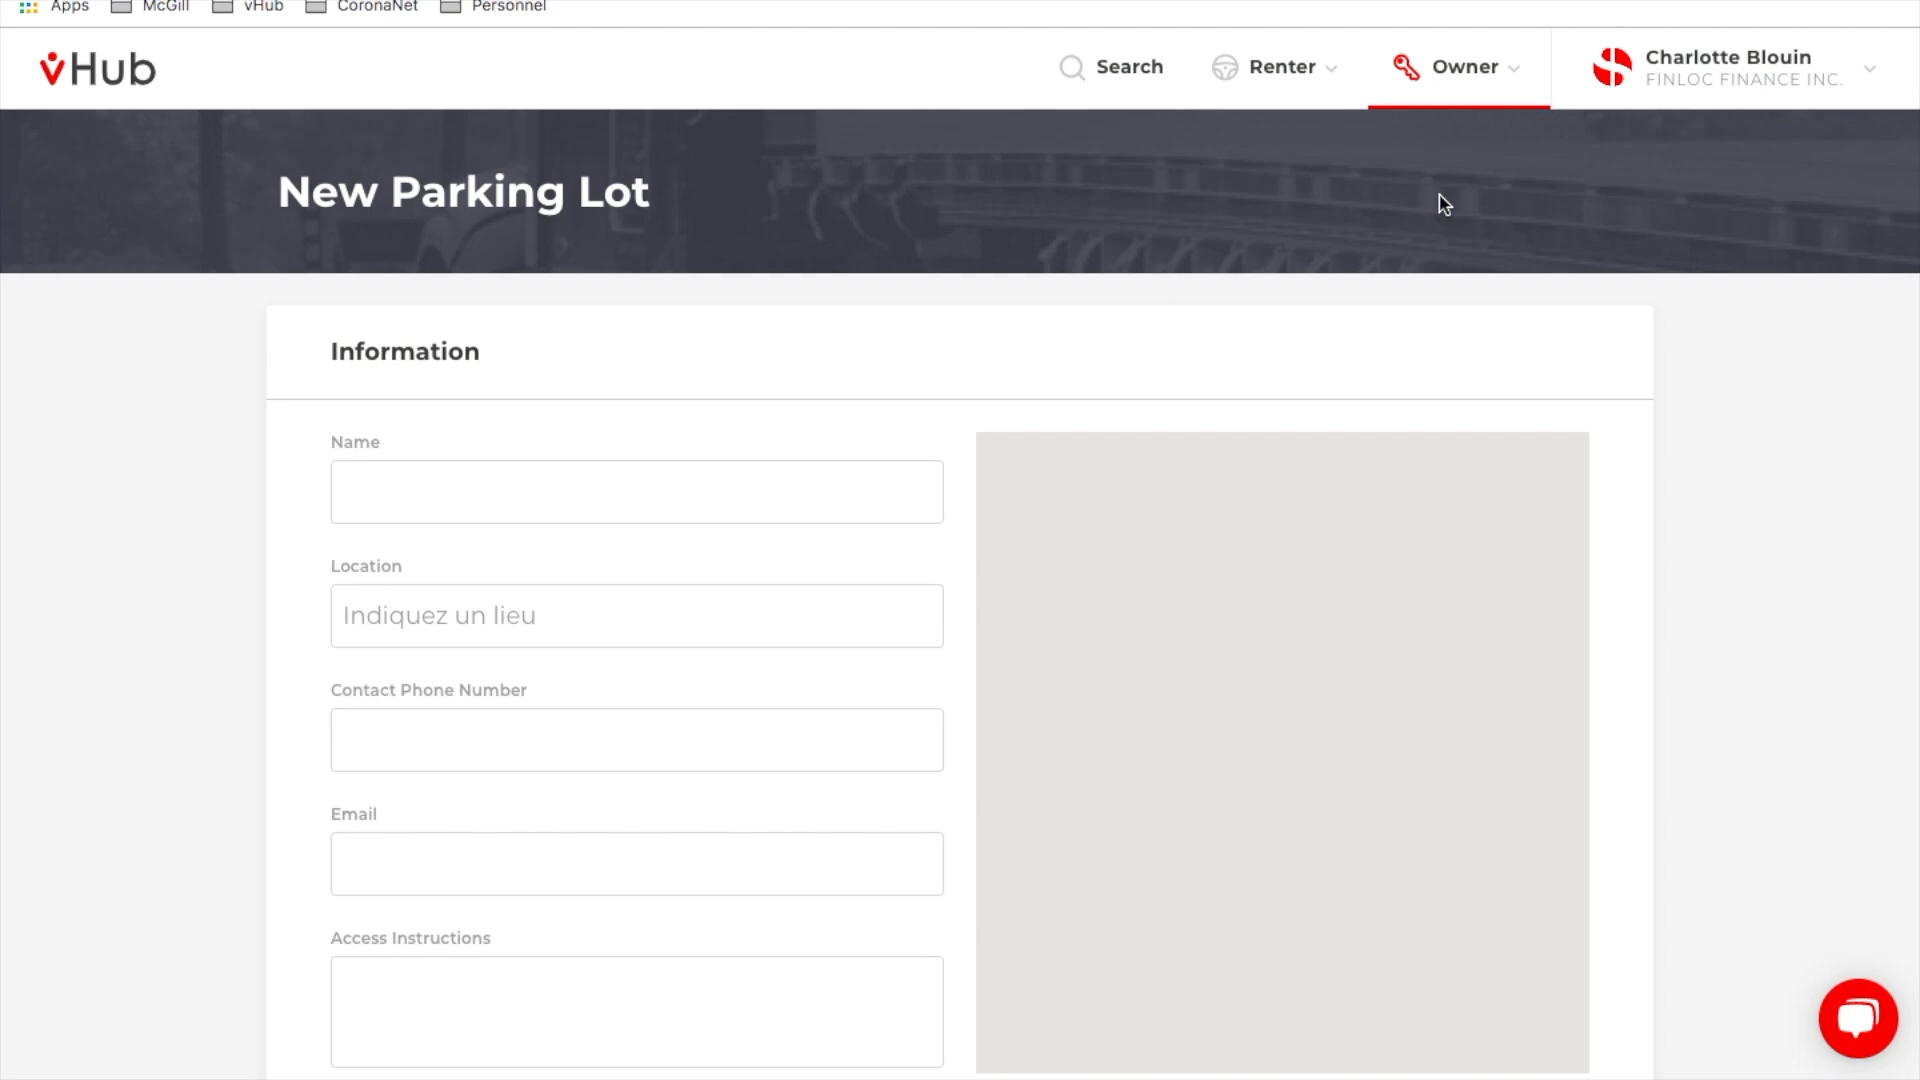 Apps McGill vHub CoronaNet Personnel
vHub
Search Renter Owner
Charlotte Blouin
FINLOC FINANCE INC.
New Parking Lot
Information
Name
Location
Indiquez un lieu
Contact Phone Number
Email
Access Instructions